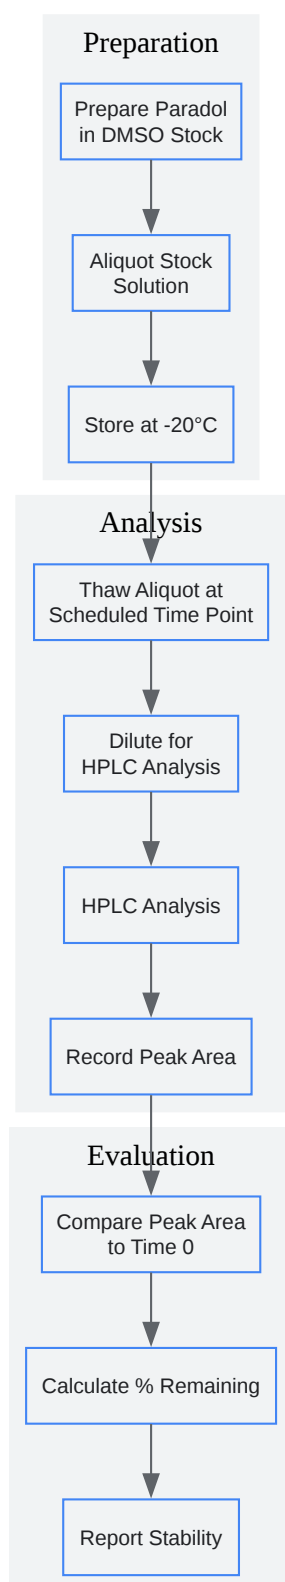 Preparation
Prepare Paradol
in DMSO Stock
Aliquot Stock
Solution
Store at -20°C
Analysis
Thaw Aliquot at
Scheduled Time Point
Dilute for
HPLC Analysis
HPLC Analysis
Record Peak Area
Evaluation
Compare Peak Area
to Time 0
Calculate % Remaining
Report Stability